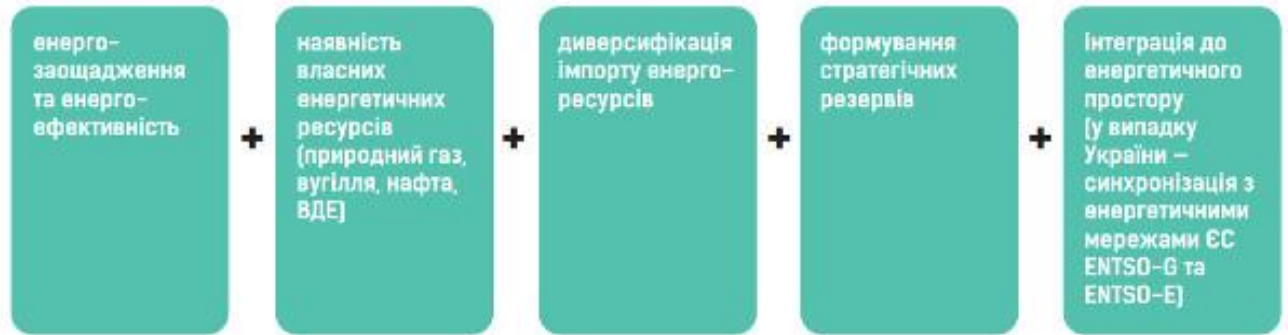 енерго-
заощадження
та енерго-
ефективність
+
наявність
власних
енергетичних
ресурсів
(природний газ,
вугілля, нафта,
ВДЕ)
+
диверсифікація
імпорту енерго-
ресурсів
+
формування
стратегічних
резервів
+
інтеграція до
енергетичного
простору
(у випадку
України –
синхронізація з
енергетичними
мережами ЄС
ENTSO-G та
ENTSO-E)